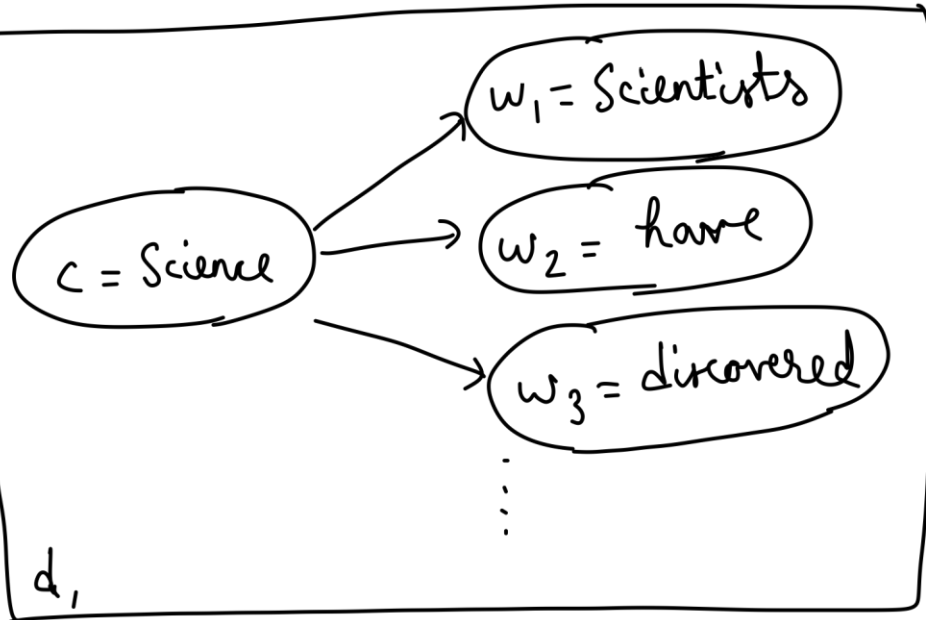 w₁ = Scientists
w₂ = have
c = Science
w₃ = discovered
d₁